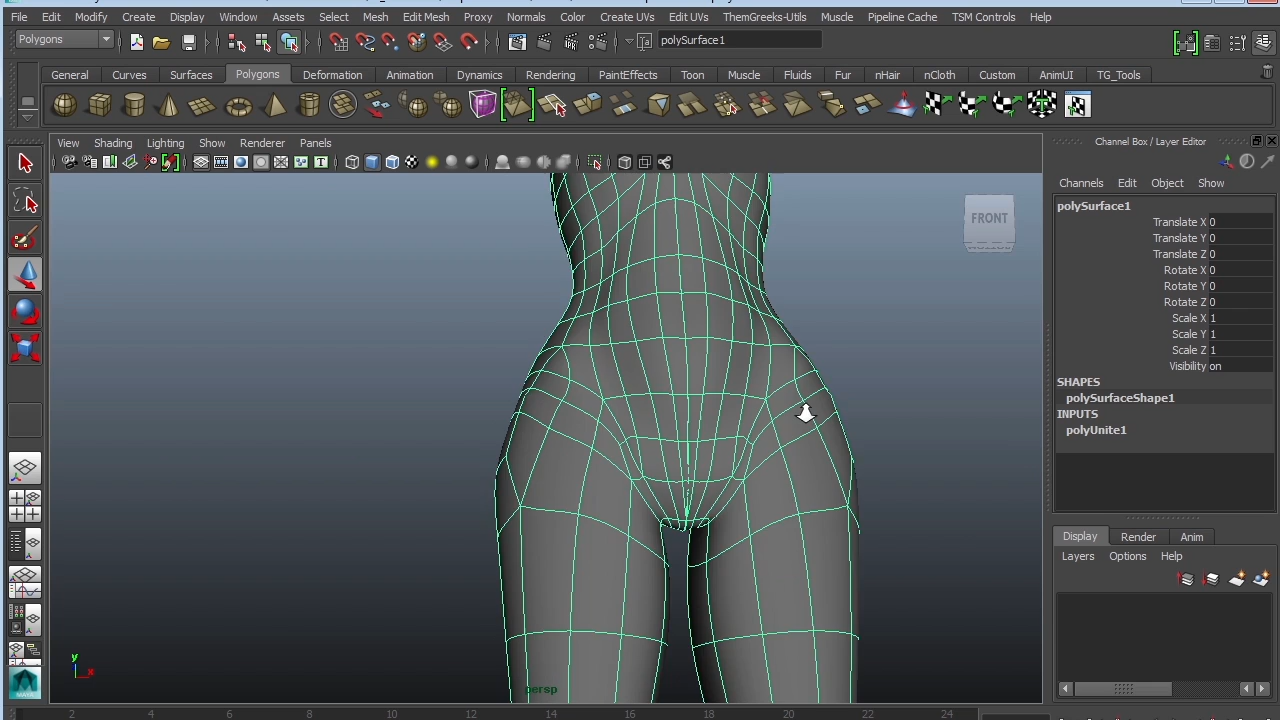 File Edit Modify Create Display Window Assets Select Mesh Edit Mesh Proxy Normals Color Create UVs Edit UVs ThemGreeks-Utils Muscle Pipeline Cache TSM Controls Help
Polygons polySurface1
General Curves Surfaces Polygons Deformation Animation Dynamics Rendering PaintEffects Toon Muscle Fluids Fur nHair nCloth Custom AnimUI TG_Tools
View Shading Lighting Show Renderer Panels
Channel Box / Layer Editor
Channels Edit Object Show
polySurface1
Translate X 0
Translate Y 0
Translate Z 0
Rotate X 0
Rotate Y 0
Rotate Z 0
Scale X 1
Scale Y 1
Scale Z 1
Visibility on
SHAPES
polySurfaceShape1
INPUTS
polyUnite1
FRONT
Display Render Anim
Layers Options Help
y
x
persp
MAYA
2 4 6 8 10 12 14 16 18 20 22 24